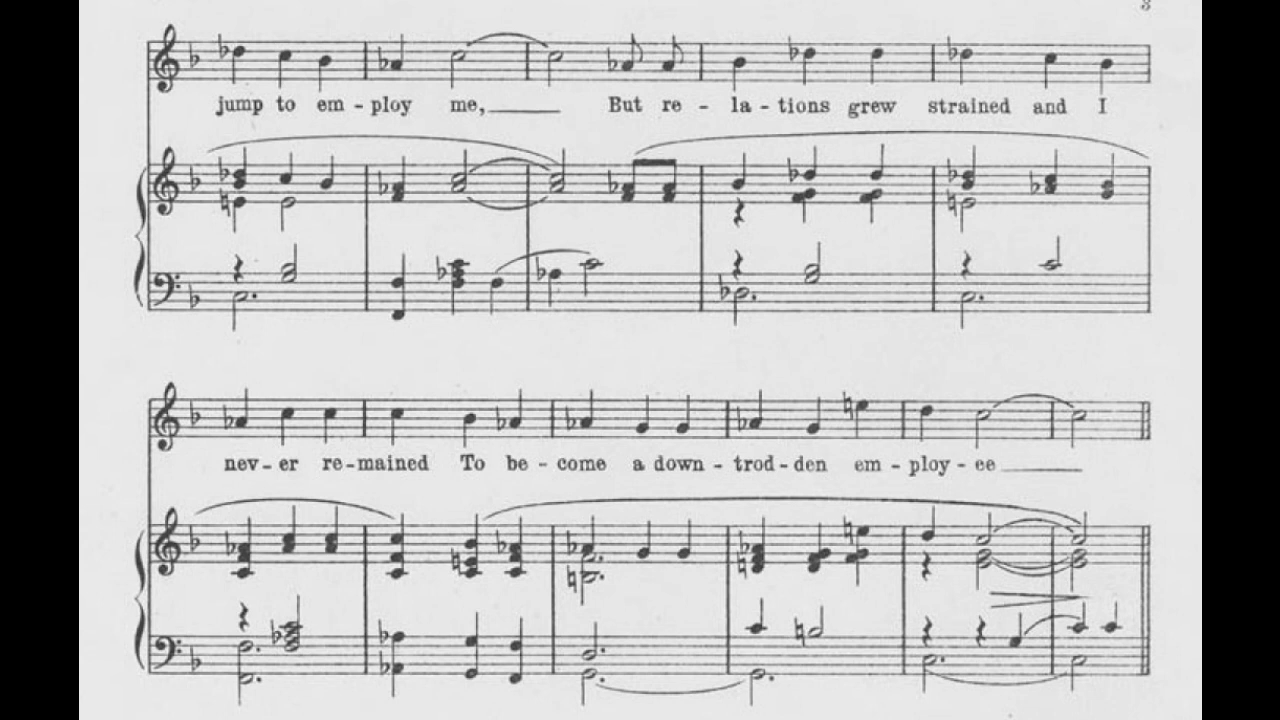 3
jump to em - ploy me, But re - la - tions grew strained and I
nev - er re - mained To be - come a down - trod - den em - ploy - ee